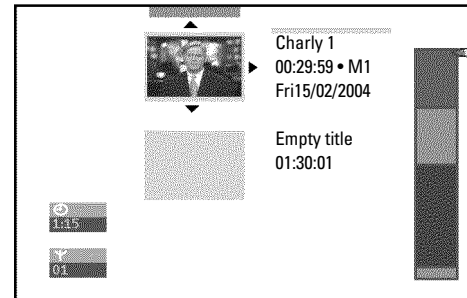 Charly 1
00:29:59 • M1
Fri15/02/2004
Empty title
01:30:01
1:15
01